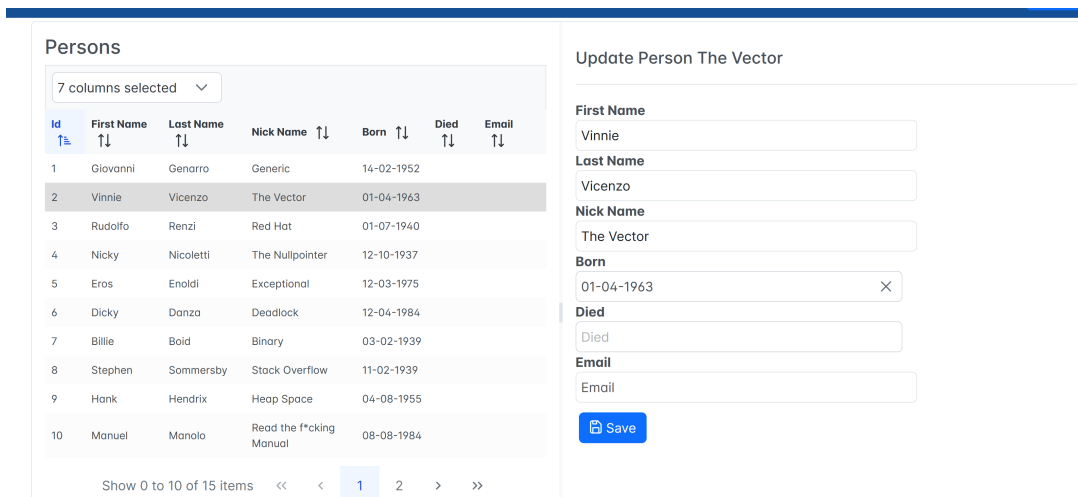 Persons
7 columns selected
Id First Name Last Name Nick Name Born Died Email
1 Giovanni Genarro Generic 14-02-1952
2 Vinnie Vicenzo The Vector 01-04-1963
3 Rudolfo Renzi Red Hat 01-07-1940
4 Nicky Nicoletti The Nullpointer 12-10-1937
5 Eros Enoldi Exceptional 12-03-1975
6 Dicky Danza Deadlock 12-04-1984
7 Billie Boid Binary 03-02-1939
8 Stephen Sommersby Stack Overflow 11-02-1939
9 Hank Hendrix Heap Space 04-08-1955
10 Manuel Manolo Read the f*cking Manual 08-08-1984
Show 0 to 10 of 15 items << < 1 2 > >>
Update Person The Vector
First Name
Vinnie
Last Name
Vicenzo
Nick Name
The Vector
Born
01-04-1963
Died
Died
Email
Email
Save